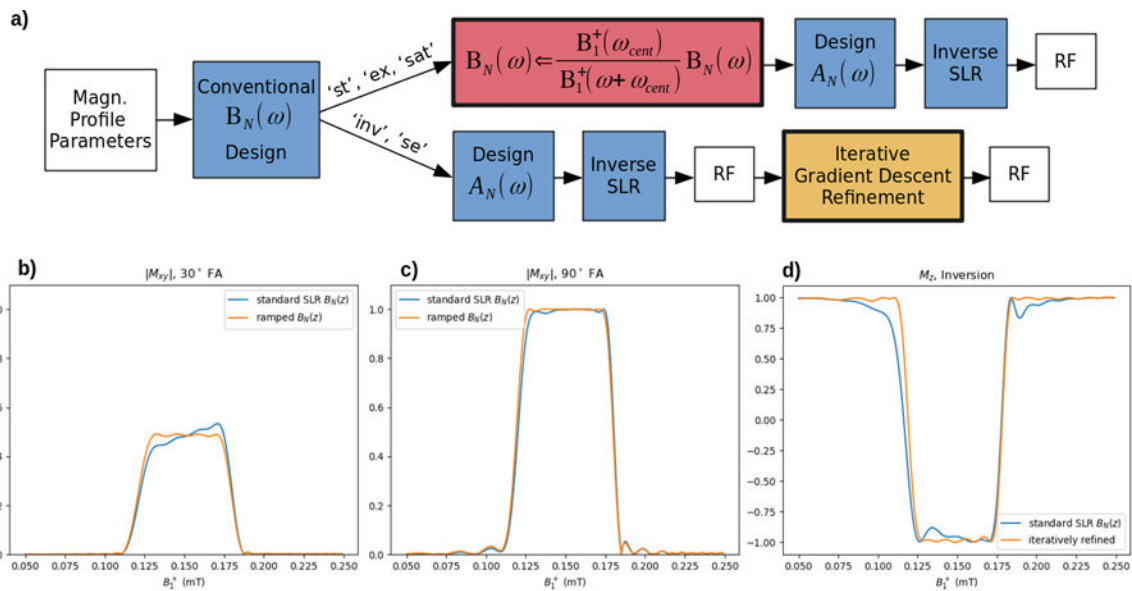 a)
Magn.
Profile
Parameters
Conventional
B_N(ω)
Design
'st', 'ex, 'sat'
'inv', 'se'
B_N(ω)⇐ B₁⁺(ω_cent) / B₁⁺(ω+ω_cent) B_N(ω)
Design
A_N(ω)
Inverse
SLR
RF
Design
A_N(ω)
Inverse
SLR
RF
Iterative
Gradient Descent
Refinement
RF
b)
|M_xy|, 30° FA
standard SLR B_N(z)
ramped B_N(z)
0.050 0.075 0.100 0.125 0.150 0.175 0.200 0.225 0.250
B₁⁺ (mT)
c)
|M_xy|, 90° FA
standard SLR B_N(z)
ramped B_N(z)
1.0
0.8
0.6
0.4
0.2
0.0
0.050 0.075 0.100 0.125 0.150 0.175 0.200 0.225 0.250
B₁⁺ (mT)
d)
M_z, Inversion
1.00
0.75
0.50
0.25
0.00
−0.25
−0.50
−0.75
−1.00
standard SLR B_N(z)
iteratively refined
0.050 0.075 0.100 0.125 0.150 0.175 0.200 0.225 0.250
B₁⁺ (mT)